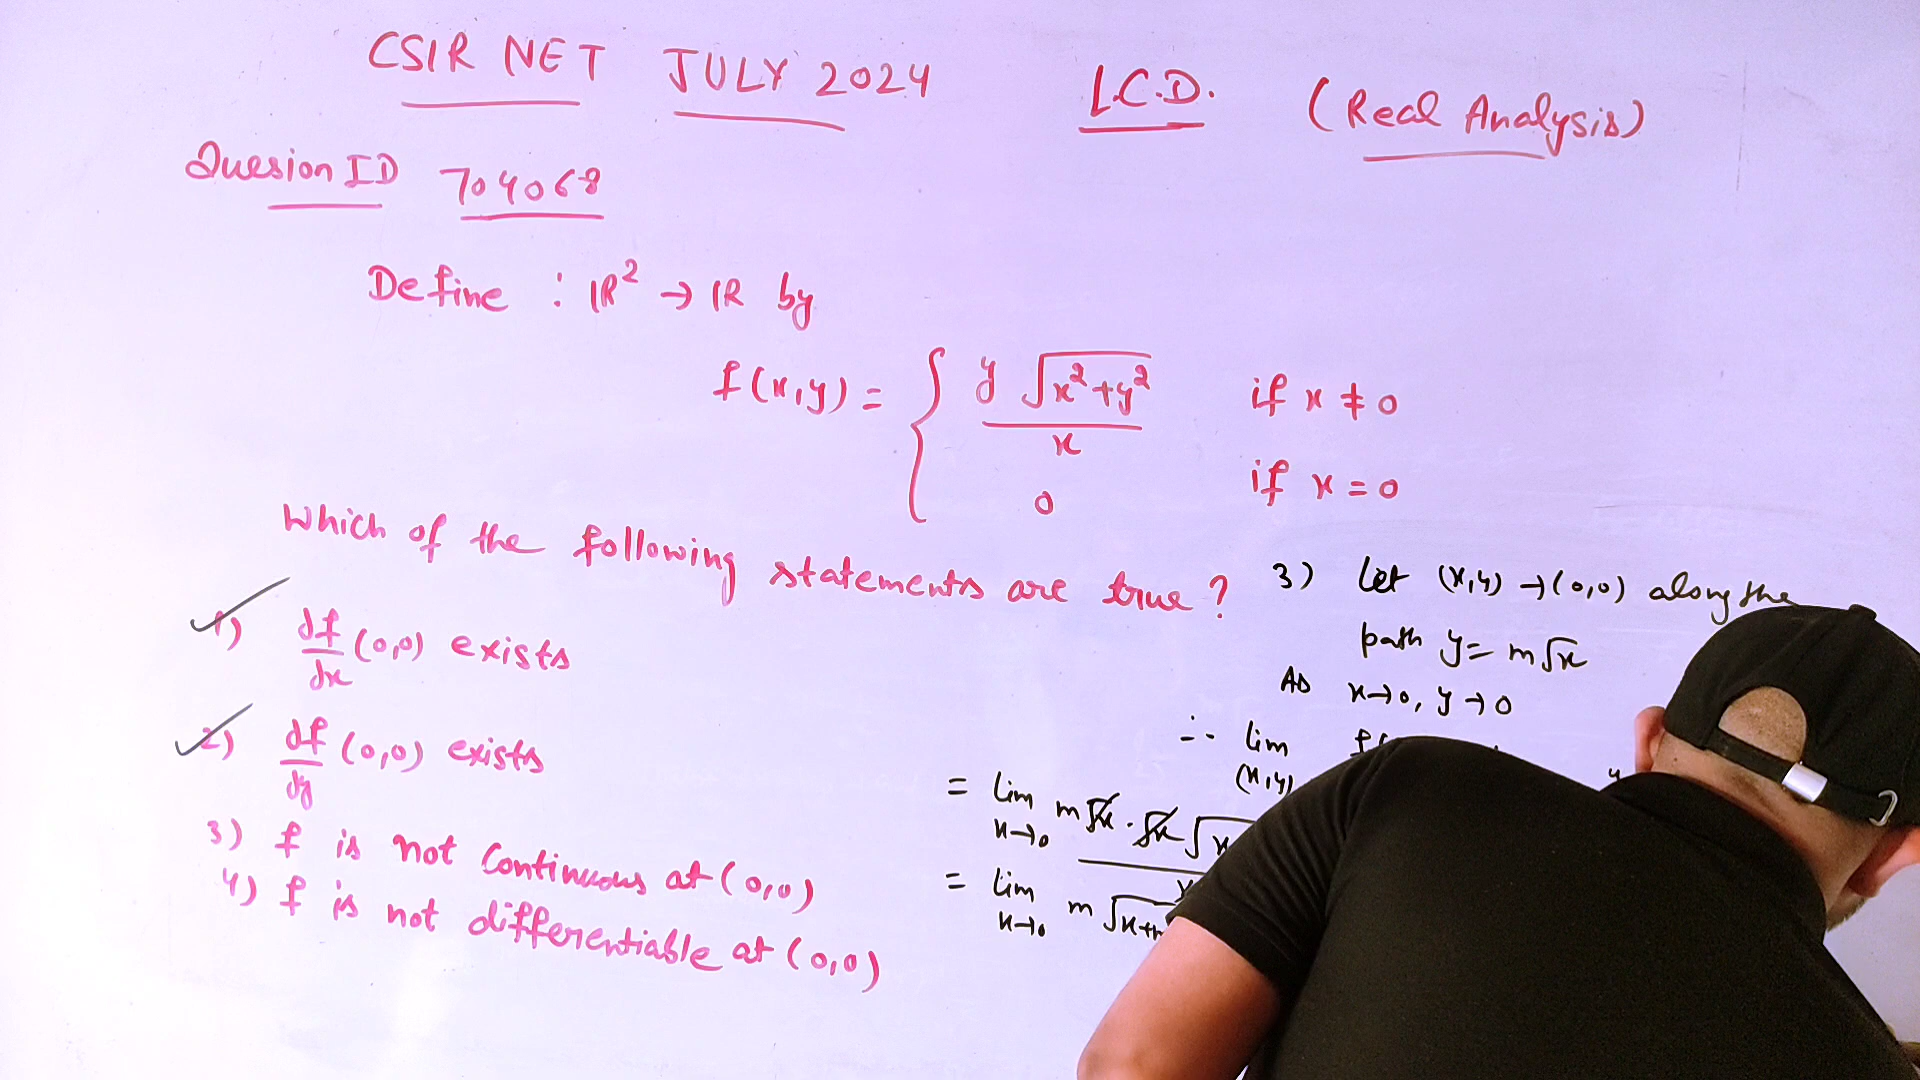 CSIR NET JULY 2024 L.C.D. (Real Analysis)
Quesion ID 704068
Define : IR² → IR by
f(x,y) = { y √x²+y² / x if x ≠ 0
0 if x = 0
Which of the following statements are true ?
1) ∂f/∂x (0,0) exists
2) ∂f/∂y (0,0) exists
3) f is not continuous at (0,0)
4) f is not differentiable at (0,0)
3) Let (x,y) → (0,0) along the
path y = m√x
As x→0, y→0
∴ lim (x,y)
= lim x→0 m√x · √x √x
= lim x→0 m √x+m